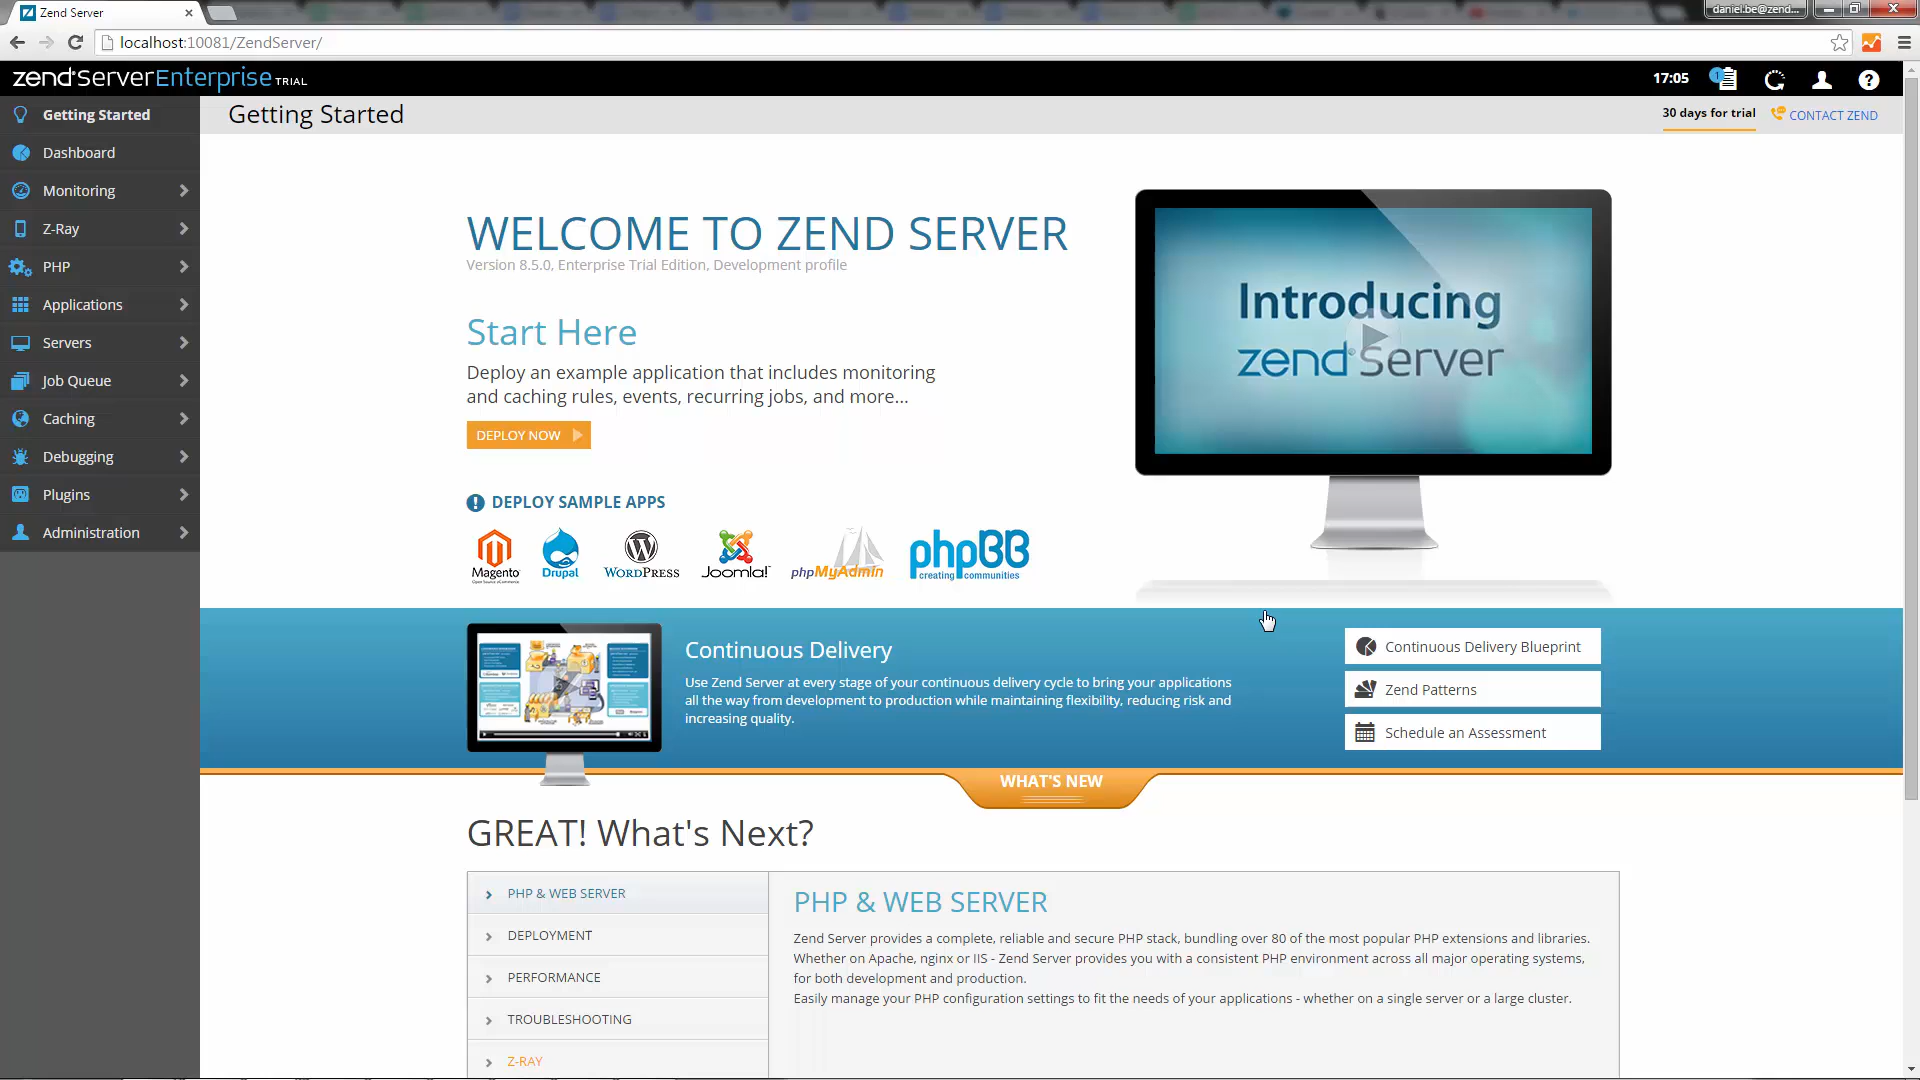 Zend Server
daniel.be@zend...
localhost:10081/ZendServer/
zend Server Enterprise TRIAL
17:05
1
Getting Started
Dashboard
Monitoring
Z-Ray
PHP
Applications
Servers
Job Queue
Caching
Debugging
Plugins
Administration
Getting Started
30 days for trial
CONTACT ZEND
WELCOME TO ZEND SERVER
Version 8.5.0, Enterprise Trial Edition, Development profile
Start Here
Deploy an example application that includes monitoring
and caching rules, events, recurring jobs, and more...
DEPLOY NOW
Introducing
zend Server
DEPLOY SAMPLE APPS
Magento
Open Source eCommerce
Drupal
WORDPRESS
Joomla!
phpMyAdmin
phpBB
creating communities
Continuous Delivery
Use Zend Server at every stage of your continuous delivery cycle to bring your applications
all the way from development to production while maintaining flexibility, reducing risk and
increasing quality.
Continuous Delivery Blueprint
Zend Patterns
Schedule an Assessment
WHAT'S NEW
GREAT! What's Next?
PHP & WEB SERVER
DEPLOYMENT
PERFORMANCE
TROUBLESHOOTING
Z-RAY
PHP & WEB SERVER
Zend Server provides a complete, reliable and secure PHP stack, bundling over 80 of the most popular PHP extensions and libraries.
Whether on Apache, nginx or IIS - Zend Server provides you with a consistent PHP environment across all major operating systems,
for both development and production.
Easily manage your PHP configuration settings to fit the needs of your applications - whether on a single server or a large cluster.